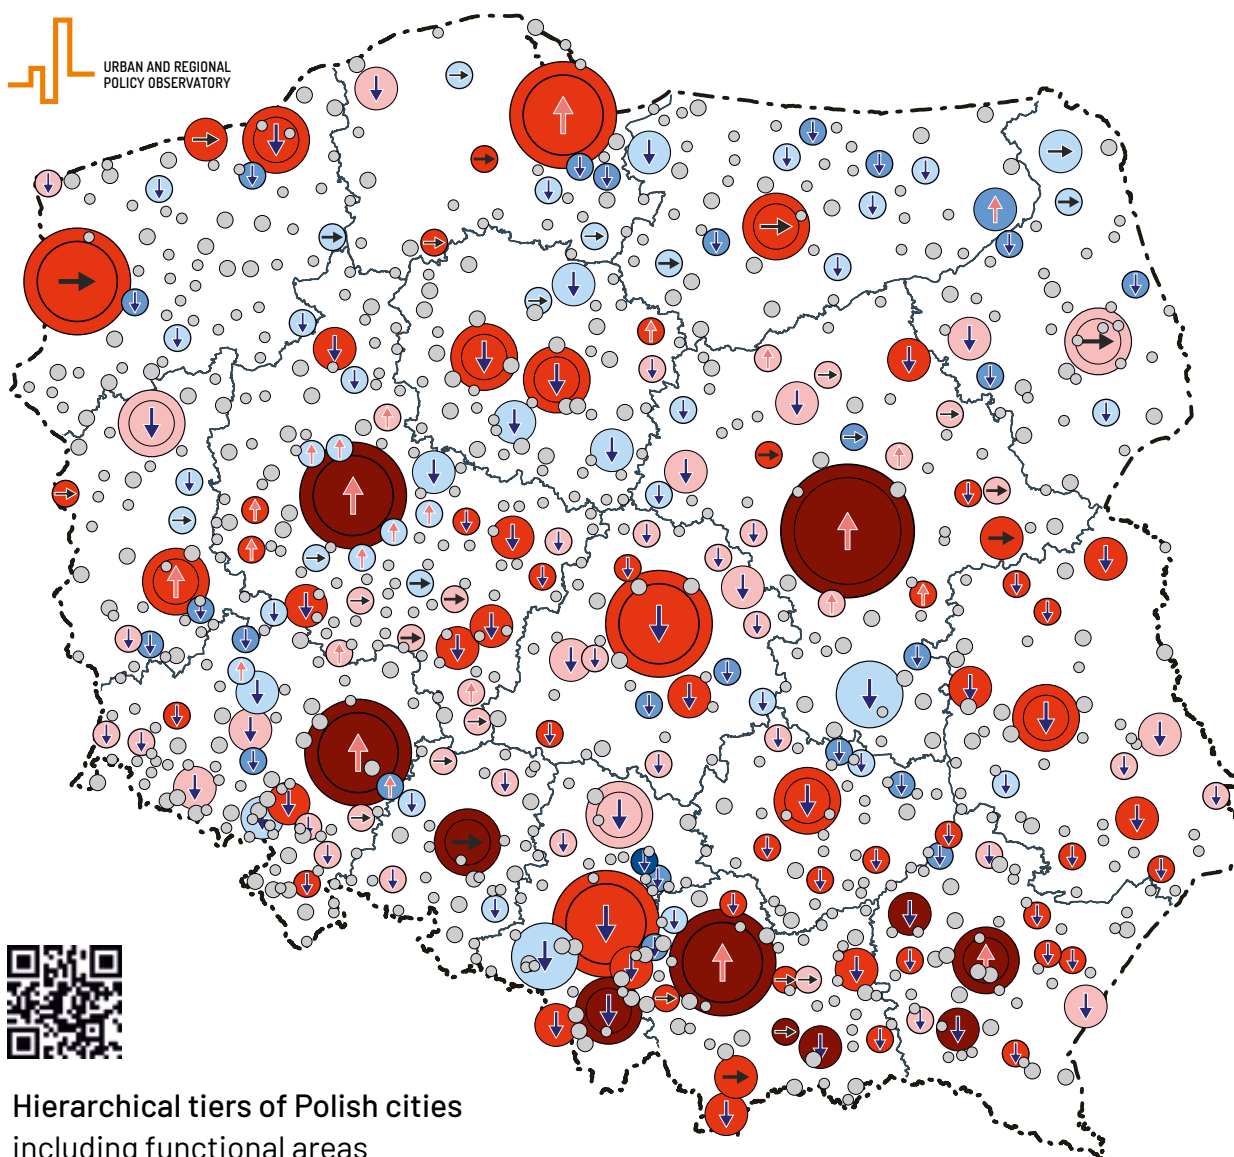 URBAN AND REGIONAL
POLICY OBSERVATORY
Hierarchical tiers of Polish cities
including functional areas